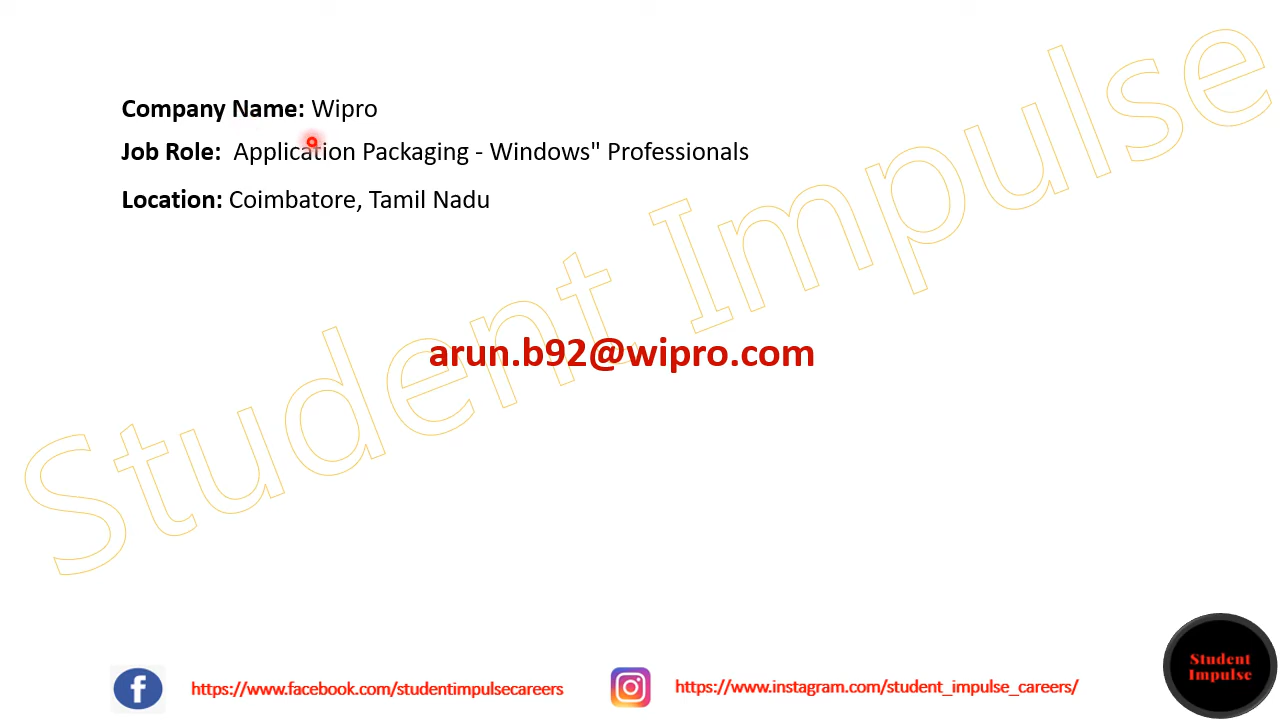 Company Name: Wipro
Job Role: Application Packaging - Windows" Professionals
Location: Coimbatore, Tamil Nadu
Student Impulse
arun.b92@wipro.com
https://www.facebook.com/studentimpulsecareers
https://www.instagram.com/student_impulse_careers/
Student
Impulse